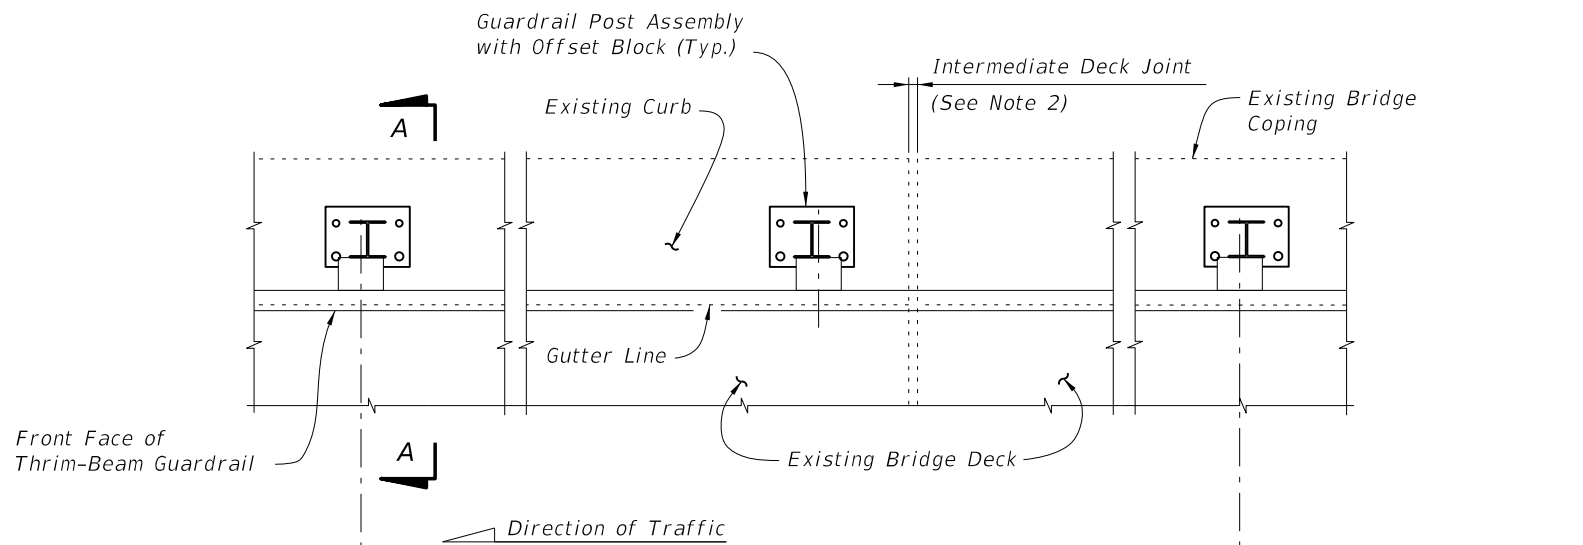 Guardrail Post Assembly
with Offset Block (Typ.)
Intermediate Deck Joint
(See Note 2)
Existing Curb
Existing Bridge
Coping
A
Gutter Line
Front Face of
Thrim-Beam Guardrail
A
Existing Bridge Deck
Direction of Traffic